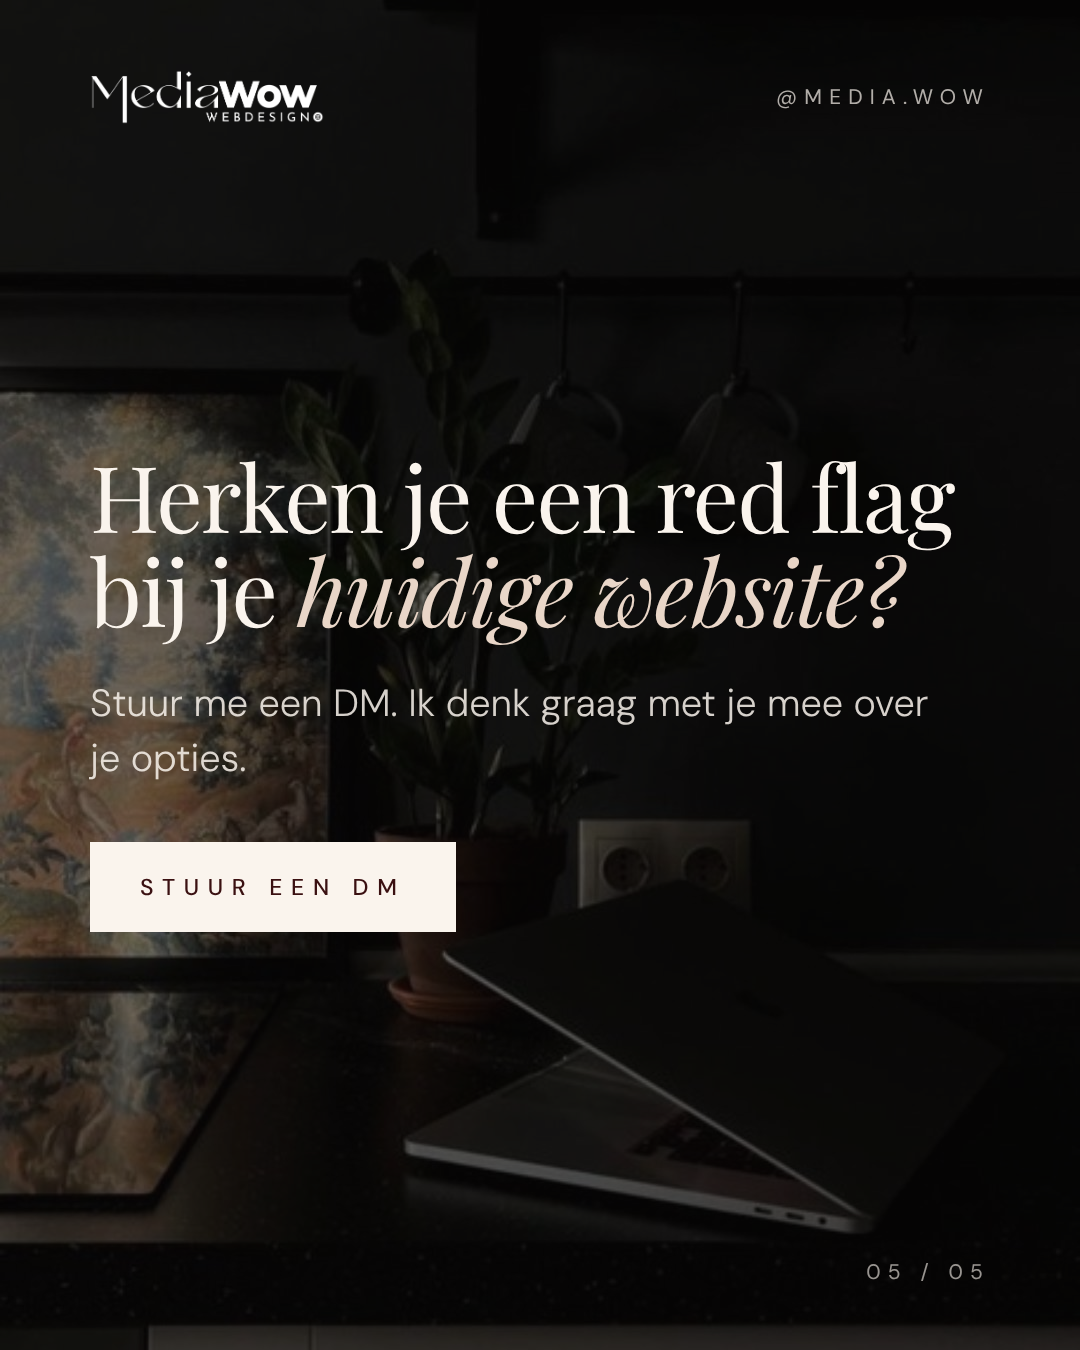 MediaWow
WEBDESIGN
@MEDIA.WOW
Herken je een red flag
bij je huidige website?
Stuur me een DM. Ik denk graag met je mee over
je opties.
STUUR EEN DM
05 / 05